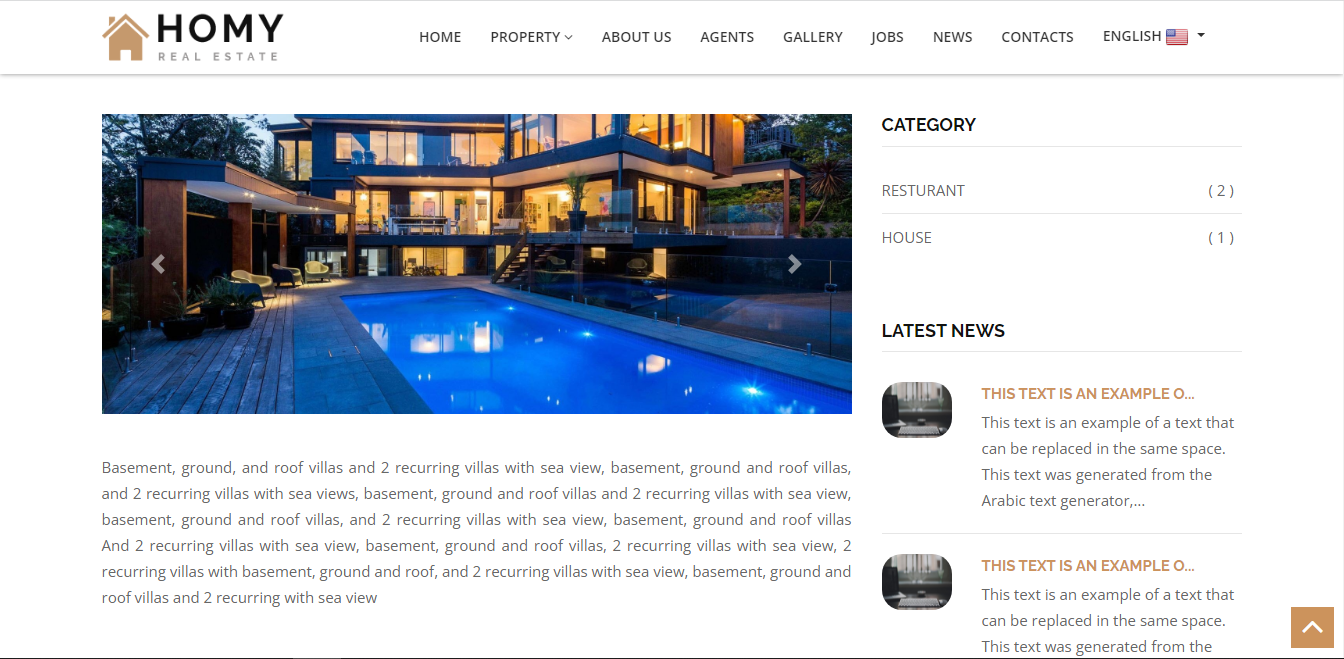 HOMY
REAL ESTATE
HOME PROPERTY ABOUT US AGENTS GALLERY JOBS NEWS CONTACTS ENGLISH
Basement, ground, and roof villas and 2 recurring villas with sea view, basement, ground and roof villas,
and 2 recurring villas with sea views, basement, ground and roof villas and 2 recurring villas with sea view,
basement, ground and roof villas, and 2 recurring villas with sea view, basement, ground and roof villas
And 2 recurring villas with sea view, basement, ground and roof villas, 2 recurring villas with sea view, 2
recurring villas with basement, ground and roof, and 2 recurring villas with sea view, basement, ground and
roof villas and 2 recurring with sea view
CATEGORY
RESTURANT ( 2 )
HOUSE ( 1 )
LATEST NEWS
THIS TEXT IS AN EXAMPLE O...
This text is an example of a text that
can be replaced in the same space.
This text was generated from the
Arabic text generator,...
THIS TEXT IS AN EXAMPLE O...
This text is an example of a text that
can be replaced in the same space.
This text was generated from the